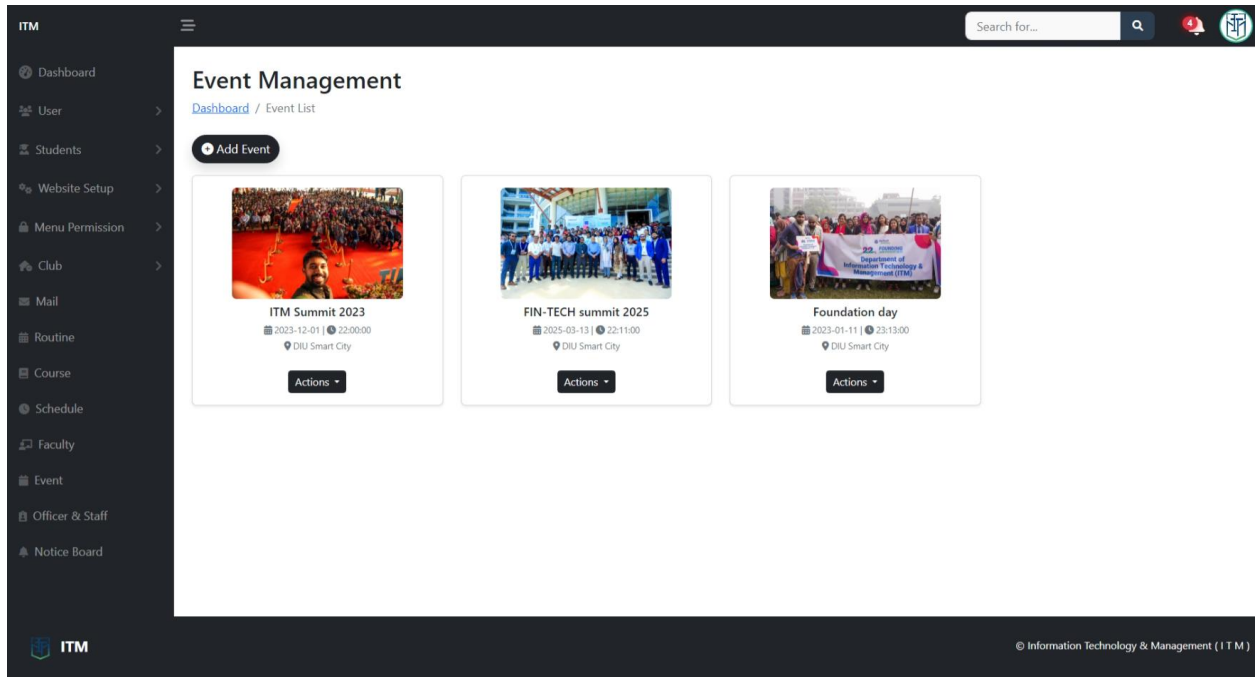 ITM
Search for...
4
Dashboard
User
Students
Website Setup
Menu Permission
Club
Mail
Routine
Course
Schedule
Faculty
Event
Officer & Staff
Notice Board
Event Management
Dashboard / Event List
Add Event
22
FOUNDING
Department of
Information Technology &
Management (ITM)
ITM Summit 2023
2023-12-01 | 22:00:00
DIU Smart City
Actions
FIN-TECH summit 2025
2025-03-13 | 22:11:00
DIU Smart City
Actions
Foundation day
2023-01-11 | 23:13:00
DIU Smart City
Actions
ITM
© Information Technology & Management ( I T M )